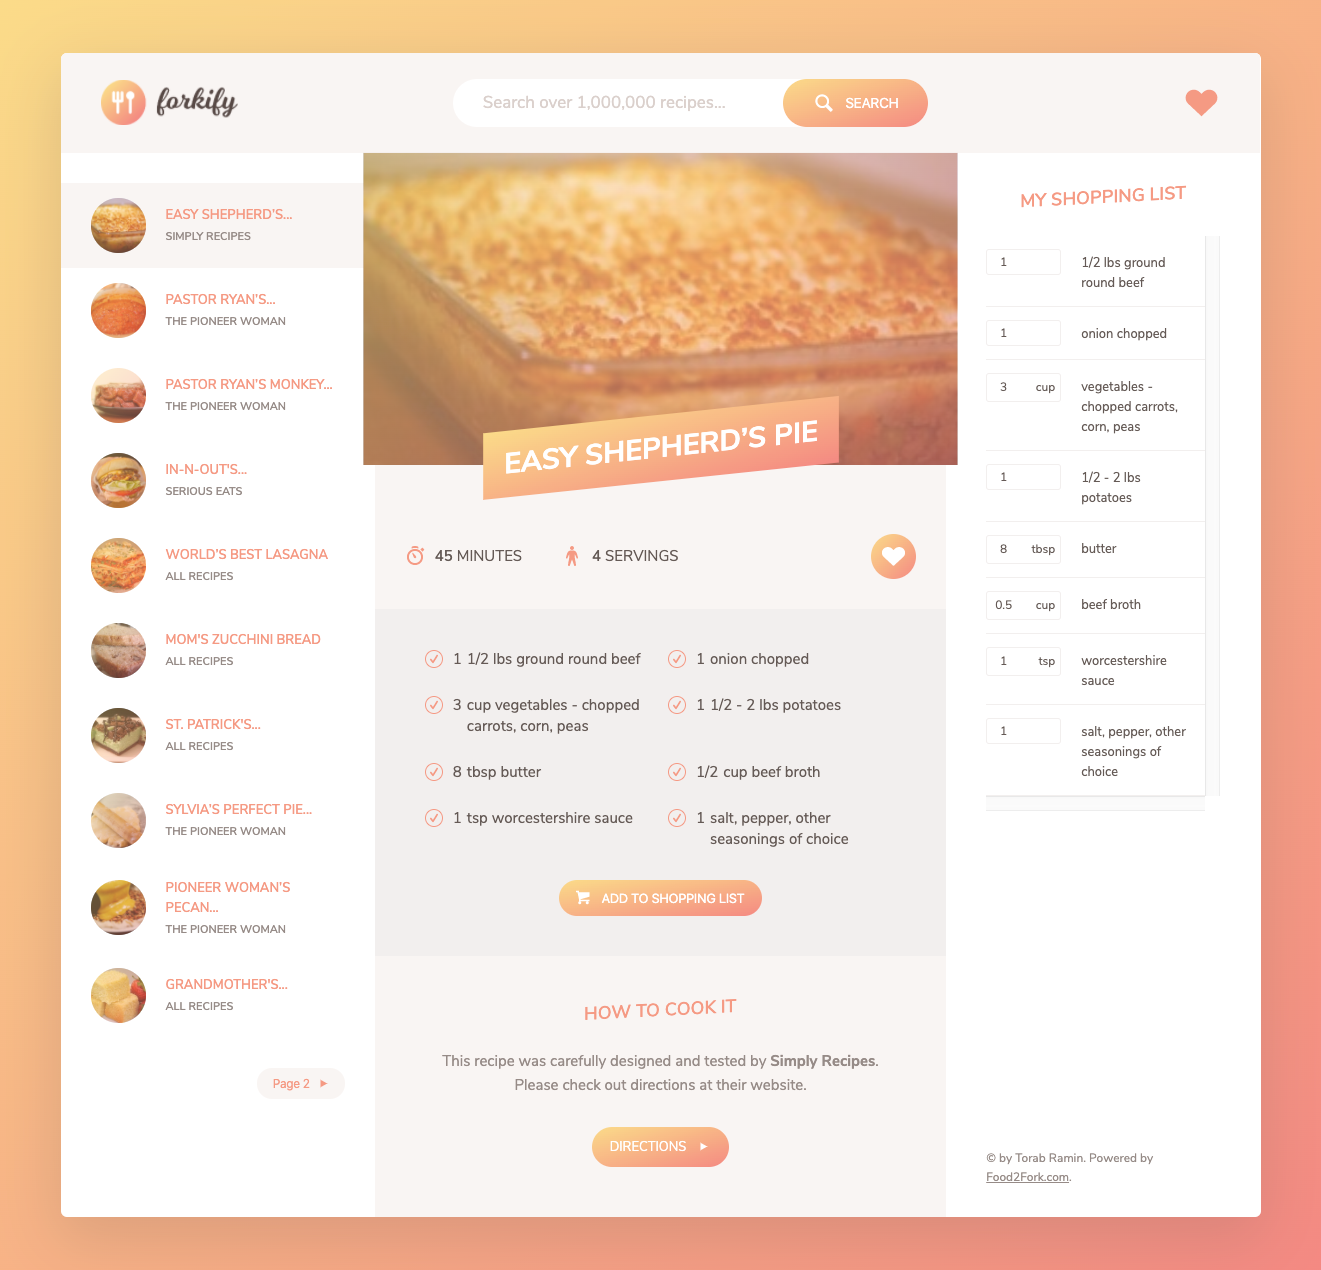 forkify
Search over 1,000,000 recipes...
SEARCH
EASY SHEPHERD'S...
SIMPLY RECIPES
PASTOR RYAN'S...
THE PIONEER WOMAN
PASTOR RYAN'S MONKEY...
THE PIONEER WOMAN
IN-N-OUT'S...
SERIOUS EATS
WORLD'S BEST LASAGNA
ALL RECIPES
MOM'S ZUCCHINI BREAD
ALL RECIPES
ST. PATRICK'S...
ALL RECIPES
SYLVIA'S PERFECT PIE...
THE PIONEER WOMAN
PIONEER WOMAN'S
PECAN...
THE PIONEER WOMAN
GRANDMOTHER'S...
ALL RECIPES
Page 2
EASY SHEPHERD'S PIE
45 MINUTES
4 SERVINGS
1 1/2 lbs ground round beef
1 onion chopped
3 cup vegetables - chopped
carrots, corn, peas
1 1/2 - 2 lbs potatoes
8 tbsp butter
1/2 cup beef broth
1 tsp worcestershire sauce
1 salt, pepper, other
seasonings of choice
ADD TO SHOPPING LIST
HOW TO COOK IT
This recipe was carefully designed and tested by Simply Recipes.
Please check out directions at their website.
DIRECTIONS
MY SHOPPING LIST
1 1/2 lbs ground
round beef
1 onion chopped
3 cup vegetables -
chopped carrots,
corn, peas
1 1/2 - 2 lbs
potatoes
8 tbsp butter
0.5 cup beef broth
1 tsp worcestershire
sauce
1 salt, pepper, other
seasonings of
choice
© by Torab Ramin. Powered by
Food2Fork.com.